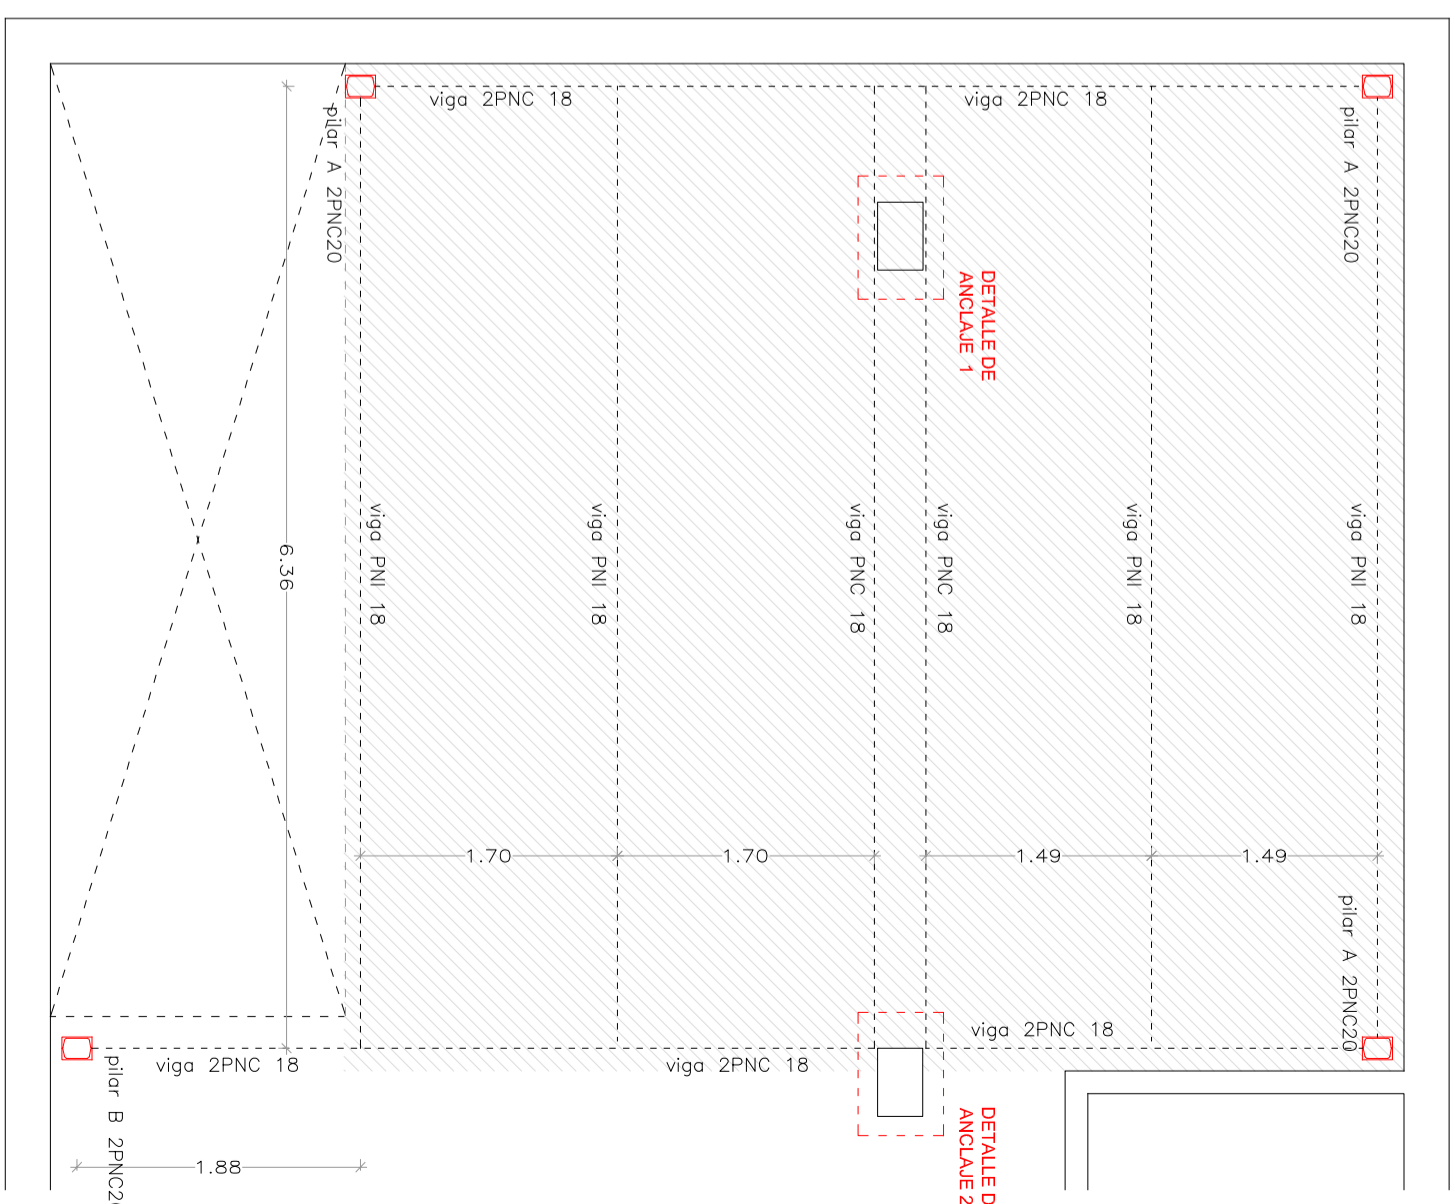 viga 2PNC 18
viga 2PNC 18
pilar A 2PNC20
pilar A 2PNC20
DETALLE DE
ANCLAJE 1
6.36
viga PNI 18
viga PNI 18
viga PNC 18
viga PNC 18
viga PNI 18
viga PNI 18
1.70
1.70
1.49
1.49
pilar A 2PNC20
viga 2PNC 18
viga 2PNC 18
viga 2PNC 18
pilar B 2PNC20
DETALLE D
ANCLAJE 2
1.88